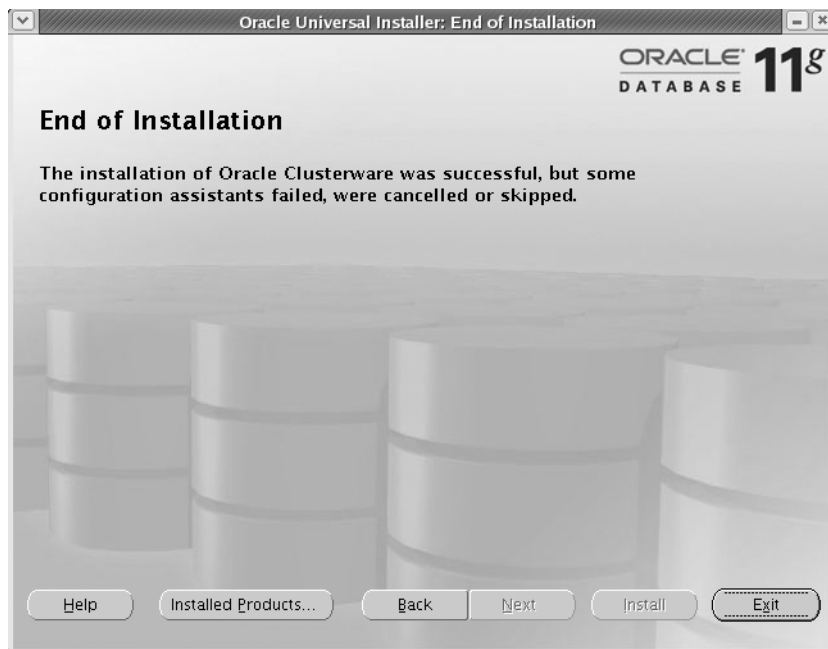 Oracle Universal Installer: End of Installation
ORACLE 11g
DATABASE
End of Installation
The installation of Oracle Clusterware was successful, but some
configuration assistants failed, were cancelled or skipped.
Help Installed Products... Back Next Install Exit